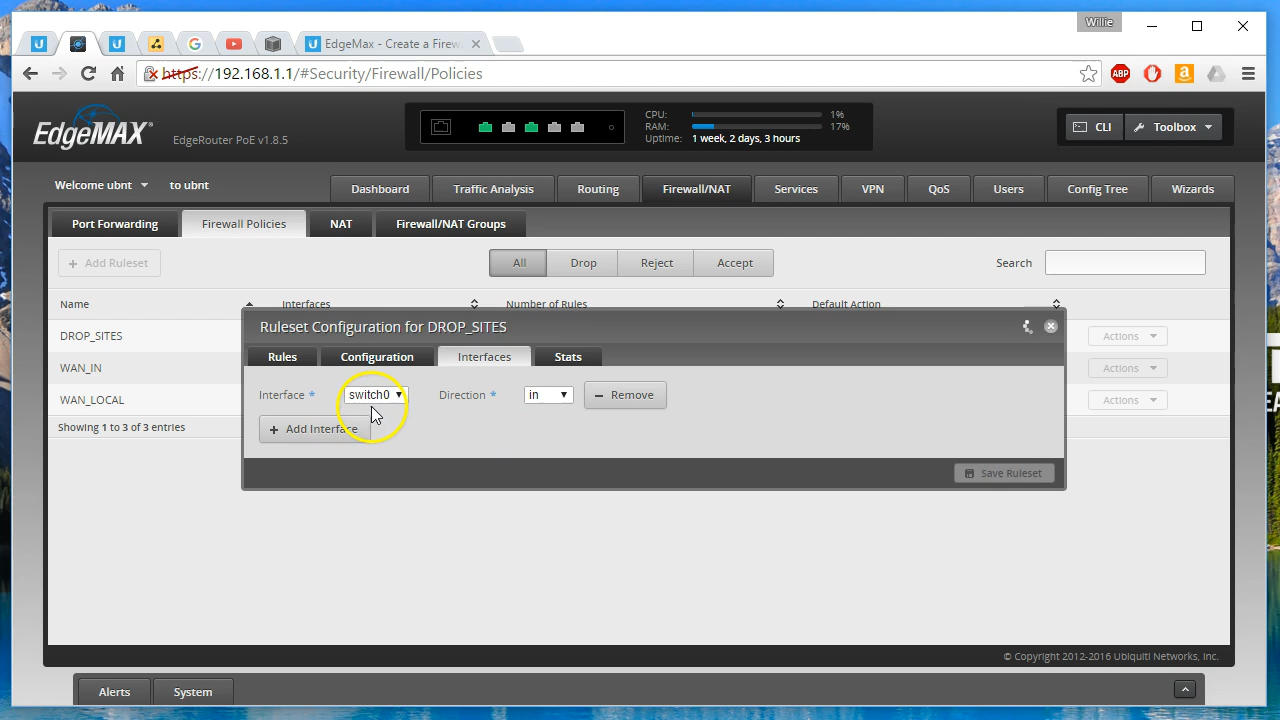 Willie
EdgeMax - Create a Firew
https://192.168.1.1/#Security/Firewall/Policies
ABP
EdgeMAX
EdgeRouter PoE v1.8.5
CPU: 1%
RAM: 17%
Uptime: 1 week, 2 days, 3 hours
CLI Toolbox
Welcome ubnt to ubnt
Dashboard Traffic Analysis Routing Firewall/NAT Services VPN QoS Users Config Tree Wizards
Port Forwarding Firewall Policies NAT Firewall/NAT Groups
+ Add Ruleset All Drop Reject Accept Search
Name Interfaces Number of Rules Default Action
Ruleset Configuration for DROP_SITES
DROP_SITES Actions
Rules Configuration Interfaces Stats
WAN_IN Actions
Interface * switch0 Direction * in − Remove
WAN_LOCAL Actions
Showing 1 to 3 of 3 entries
+ Add Interface
Save Ruleset
© Copyright 2012-2016 Ubiquiti Networks, Inc.
Alerts System